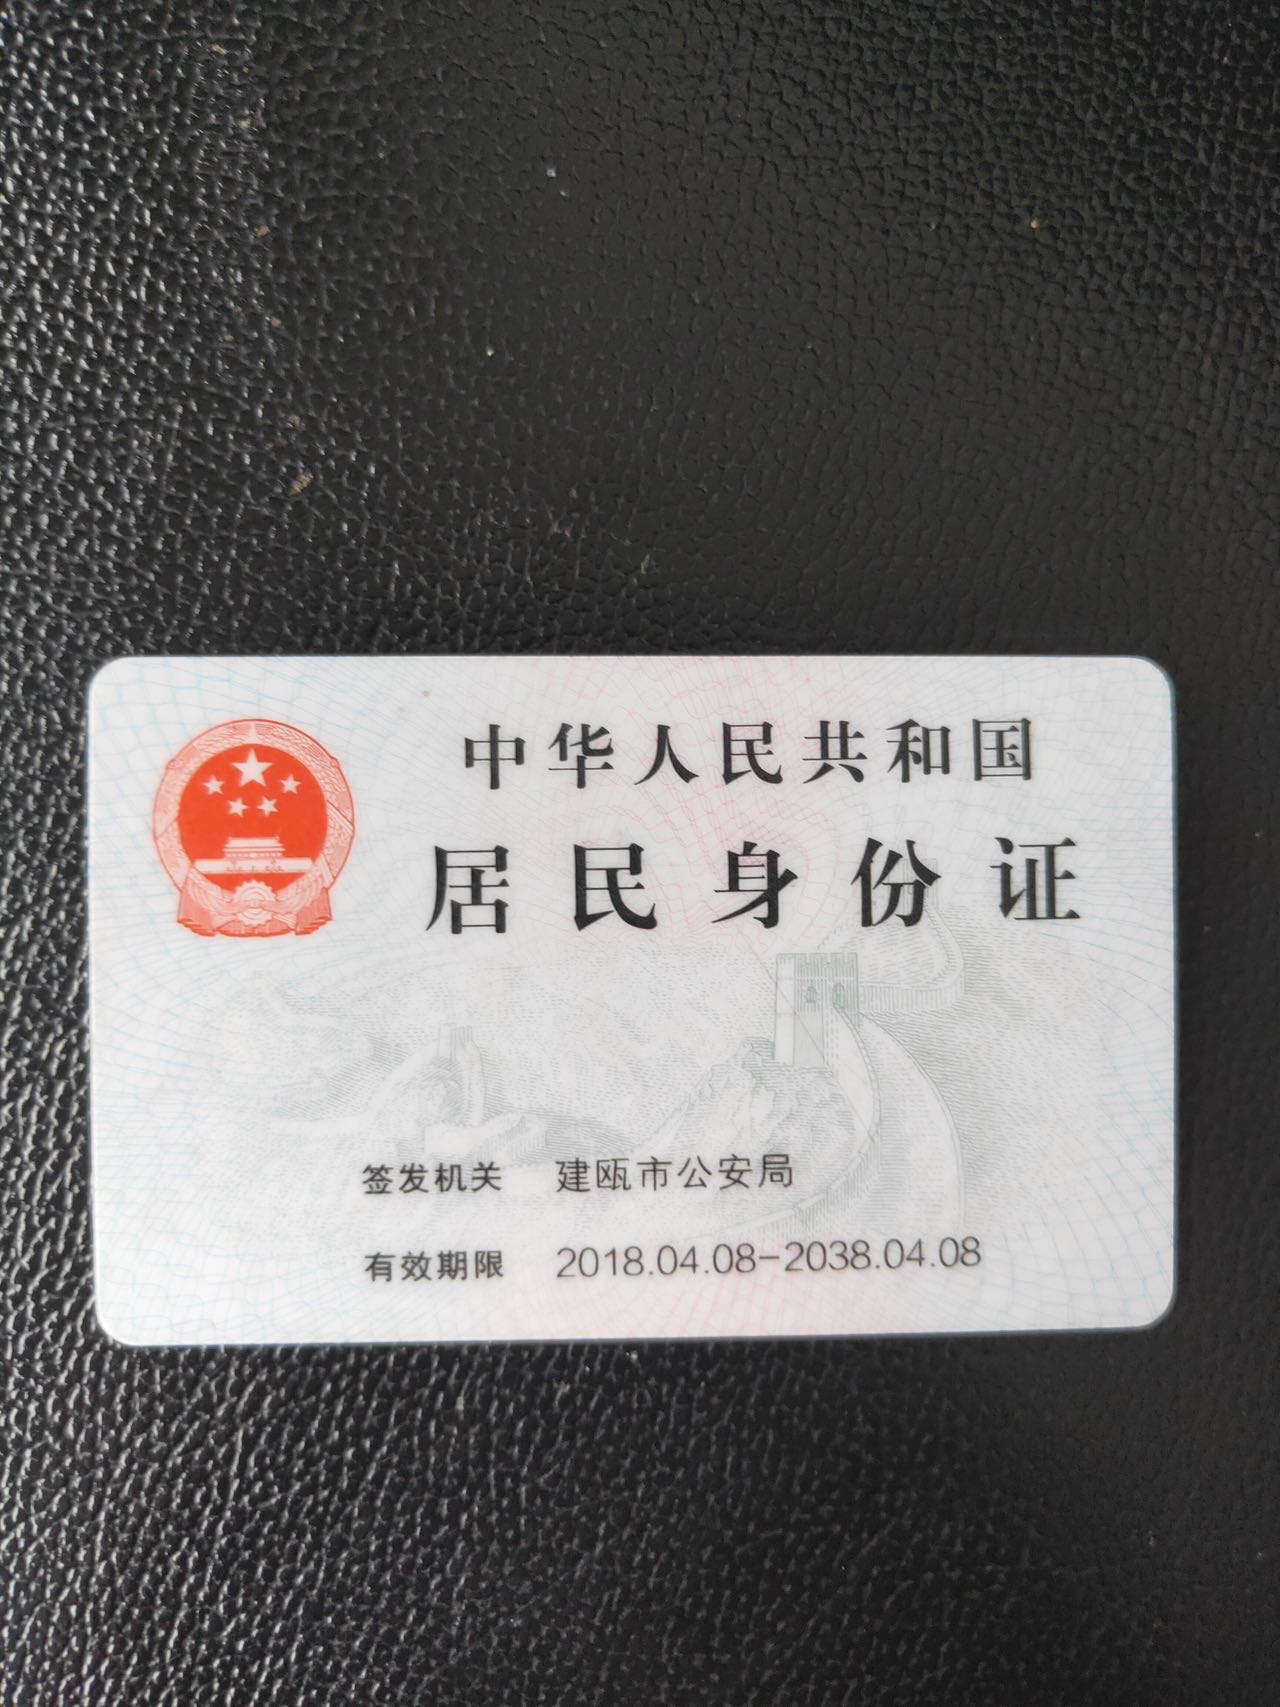 中华人民共和国
居民身份证
签发机关 建瓯市公安局
有效期限 2018.04.08-2038.04.08